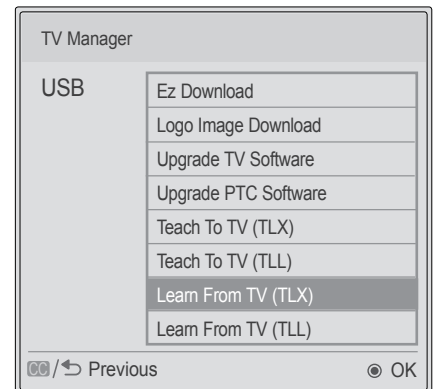 TV Manager
USB
Ez Download
Logo Image Download
Upgrade TV Software
Upgrade PTC Software
Teach To TV (TLX)
Teach To TV (TLL)
Learn From TV (TLX)
Learn From TV (TLL)
CC/ Previous
OK